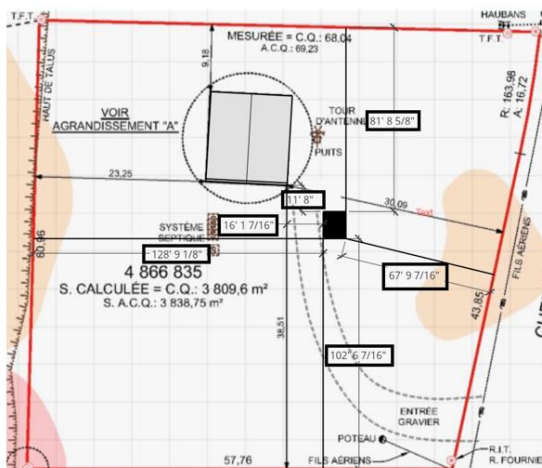 T.F.T.
HAUBANS
MESURÉE = C.Q.: 68,04
A.C.Q.: 69,23
T.F.T.
9,18
HAUT DE TALUS
R: 163,98
A: 16,72
VOIR
AGRANDISSEMENT "A"
TOUR
D'ANTENNE
81' 8 5/8"
PUITS
23,25
11' 8"
30,09
Text
SYSTÈME
SEPTIQUE
16' 1 7/16"
60,96
128' 9 1/8"
FILS AÉRIENS
4 866 835
67' 9 7/16"
S. CALCULÉE = C.Q.: 3 809,6 m²
S. A.C.Q.: 3 838,75 m²
43,85
38,51
102' 6 7/16"
ENTRÉE
GRAVIER
POTEAU
R.I.T.
R. FOURNIE
57,76
FILS AÉRIENS